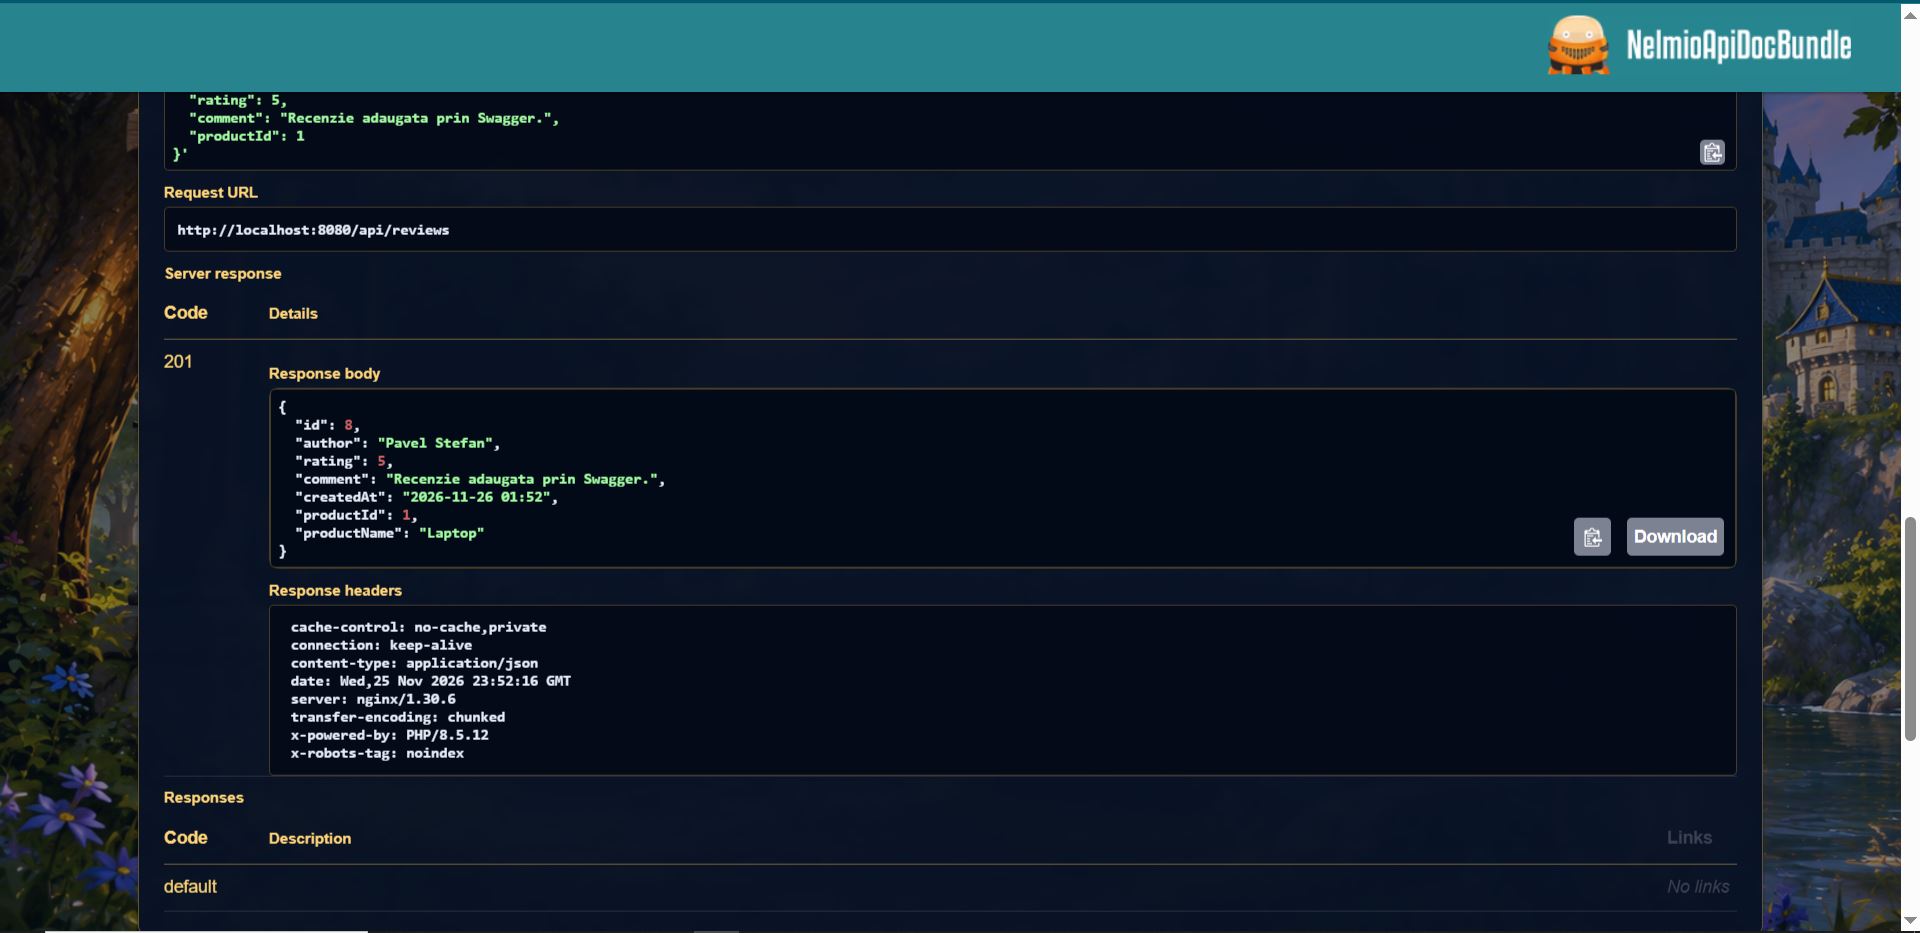 NelmioApiDocBundle
"rating": 5,
"comment": "Recenzie adaugata prin Swagger.",
"productId": 1
}'
Request URL
http://localhost:8080/api/reviews
Server response
Code Details
201
Response body
{
"id": 8,
"author": "Pavel Stefan",
"rating": 5,
"comment": "Recenzie adaugata prin Swagger.",
"createdAt": "2026-11-26 01:52",
"productId": 1,
"productName": "Laptop"
}
Download
Response headers
cache-control: no-cache,private
connection: keep-alive
content-type: application/json
date: Wed,25 Nov 2026 23:52:16 GMT
server: nginx/1.30.6
transfer-encoding: chunked
x-powered-by: PHP/8.5.12
x-robots-tag: noindex
Responses
Code Description Links
default No links